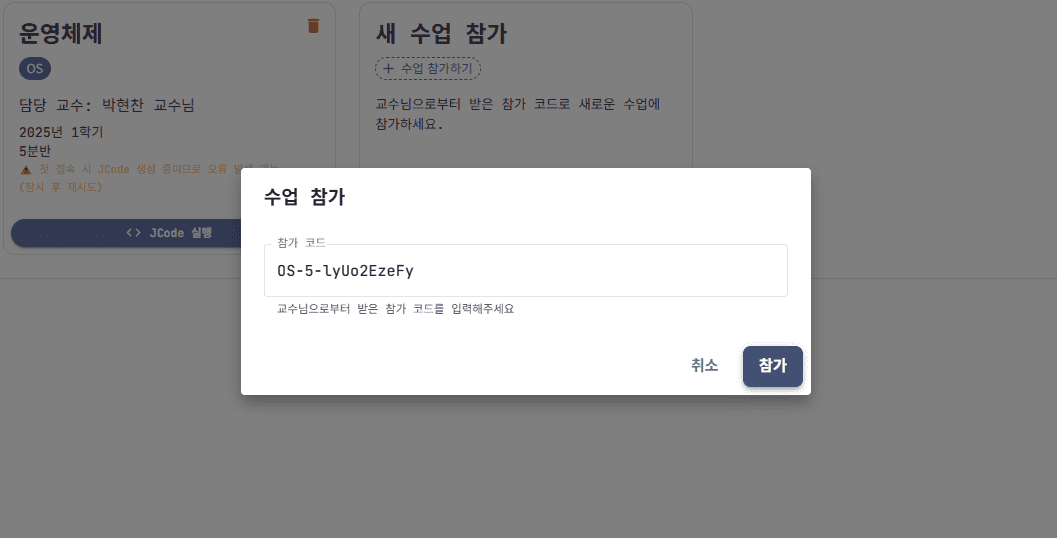 운영체제
OS
담당 교수: 박현찬 교수님
2025년 1학기
5분반
첫 접속 시 JCode 생성 중이므로 오류
(잠시 후 재시도)
JCode 실행
새 수업 참가
+ 수업 참가하기
교수님으로부터 받은 참가 코드로 새로운 수업에
참가하세요.
수업 참가
참가 코드
OS-5-lyUo2EzeFy
교수님으로부터 받은 참가 코드를 입력해주세요
취소
참가